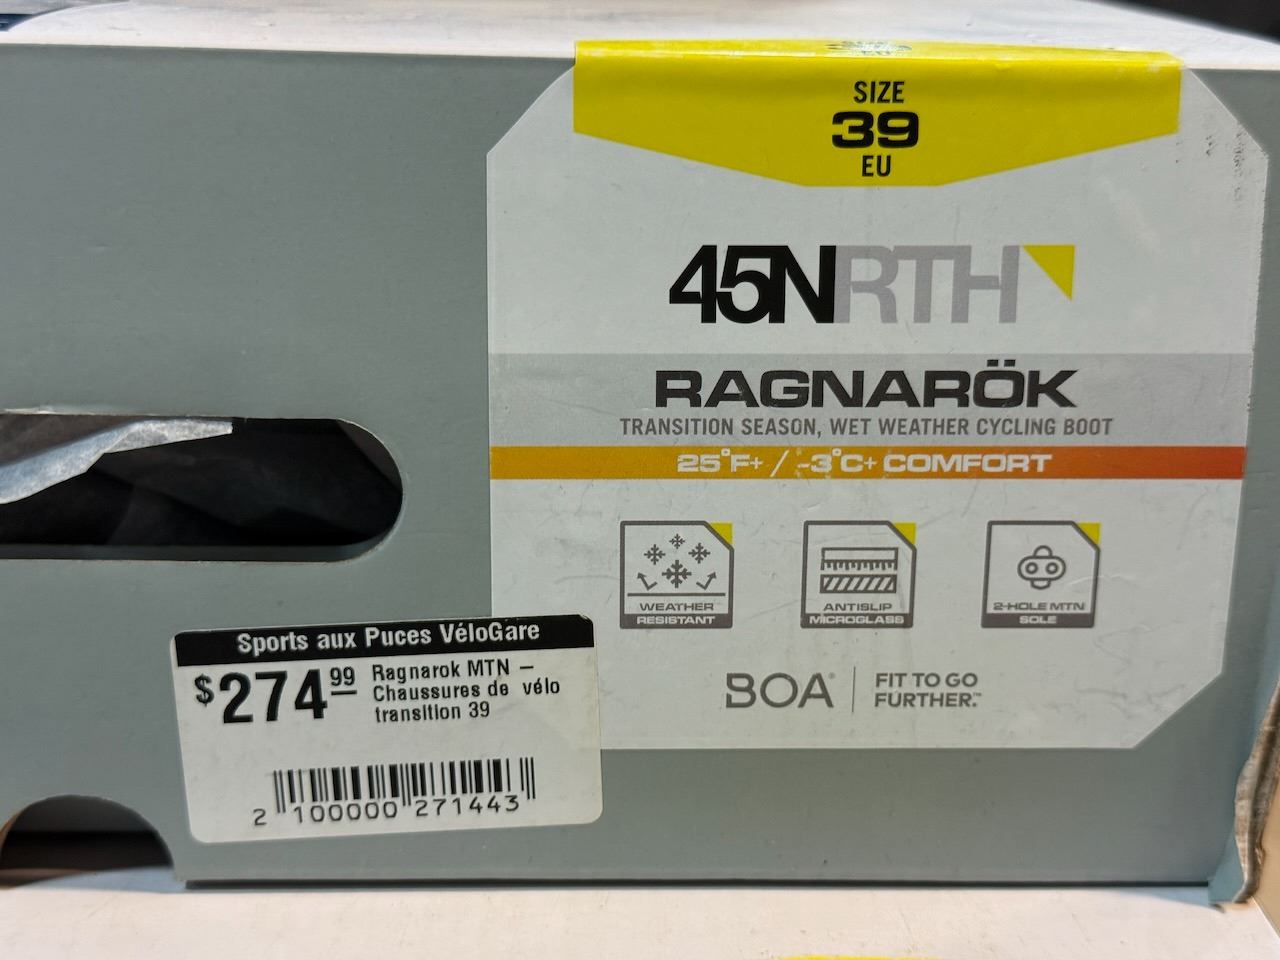 SIZE
39
EU
45NRTH
RAGNARÖK
TRANSITION SEASON, WET WEATHER CYCLING BOOT
25°F+ / -3°C+ COMFORT
WEATHER
RESISTANT
ANTISLIP
MICROGLASS
2-HOLE MTN
SOLE
BOA®
FIT TO GO
FURTHER.™
Sports aux Puces VéloGare
$274.99
Ragnarok MTN –
Chaussures de vélo
transition 39
2 100000 271443